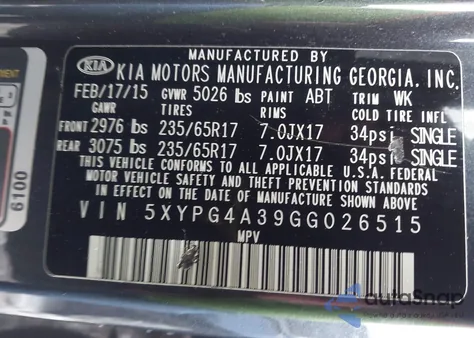 MANUFACTURED BY
KIA KIA MOTORS MANUFACTURING GEORGIA, INC.
FEB/17/15 GVWR 5026 lbs PAINT ABT TRIM WK
GAWR TIRES RIMS COLD TIRE INFL
FRONT 2976 lbs 235/65R17 7.0JX17 34psi SINGLE
REAR 3075 lbs 235/65R17 7.0JX17 34psi SINGLE
THIS VEHICLE CONFORMS TO ALL APPLICABLE U.S.A. FEDERAL
MOTOR VEHICLE SAFETY AND THEFT PREVENTION STANDARDS
IN EFFECT ON THE DATE OF MANUFACTURE SHOWN ABOVE
VIN 5XYPG4A39GG026515
MPV
6100
autoSnap